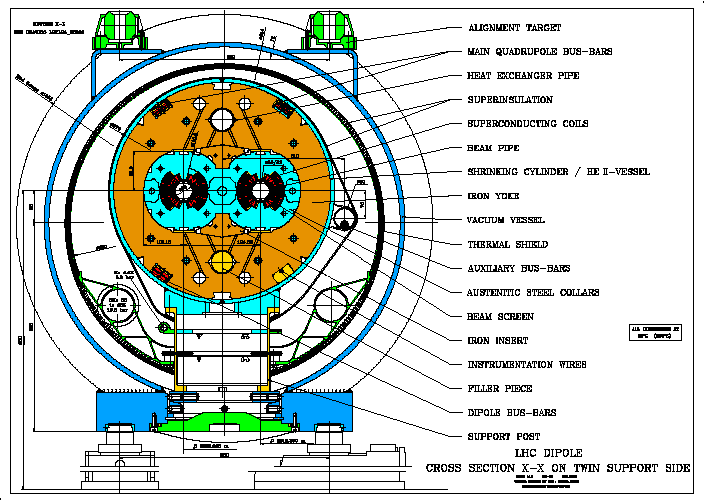 ALIGNMENT TARGET
MAIN QUADRUPOLE BUS-BARS
HEAT EXCHANGER PIPE
SUPERINSULATION
SUPERCONDUCTING COILS
BEAM PIPE
SHRINKING CYLINDER / HE II-VESSEL
IRON YOKE
VACUUM VESSEL
THERMAL SHIELD
AUXILIARY BUS-BARS
AUSTENITIC STEEL COLLARS
BEAM SCREEN
IRON INSERT
INSTRUMENTATION WIRES
FILLER PIECE
DIPOLE BUS-BARS
SUPPORT POST
LHC DIPOLE
CROSS SECTION X-X ON TWIN SUPPORT SIDE